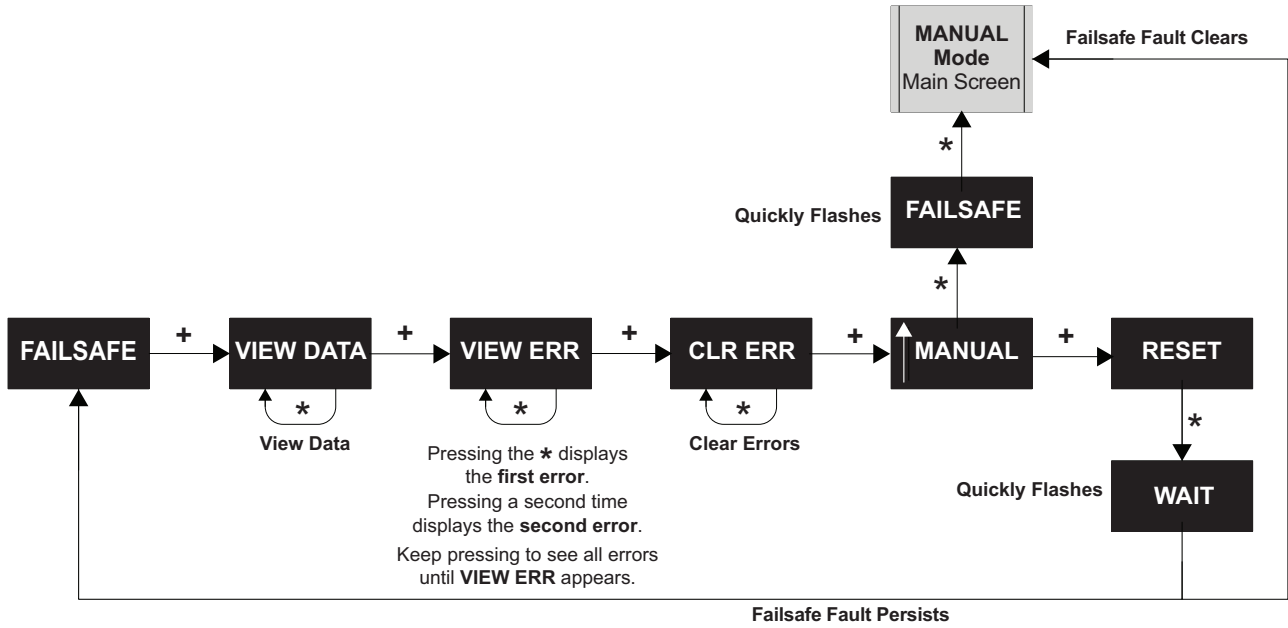 MANUAL
Mode
Main Screen
Failsafe Fault Clears
*
Quickly Flashes
FAILSAFE
*
FAILSAFE
+
VIEW DATA
+
VIEW ERR
+
CLR ERR
+
MANUAL
+
RESET
*
View Data
*
*
Clear Errors
*
Pressing the * displays
the first error.
Pressing a second time
displays the second error.
Keep pressing to see all errors
until VIEW ERR appears.
Quickly Flashes
WAIT
Failsafe Fault Persists